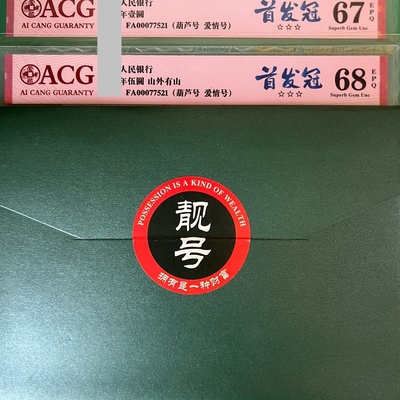 ACG
AI CANG GUARANTY
人民银行
年壹圆
FA00077521（葫芦号 爱情号）
首发冠
☆☆☆
67 EPQ
Superb Gem Unc
ACG
AI CANG GUARANTY
人民银行
年伍圆 山外有山
FA00077521（葫芦号 爱情号）
首发冠
☆☆☆
68 EPQ
Superb Gem Unc
POSSESSION IS A KIND OF WEALTH
靓号
拥有是一种财富